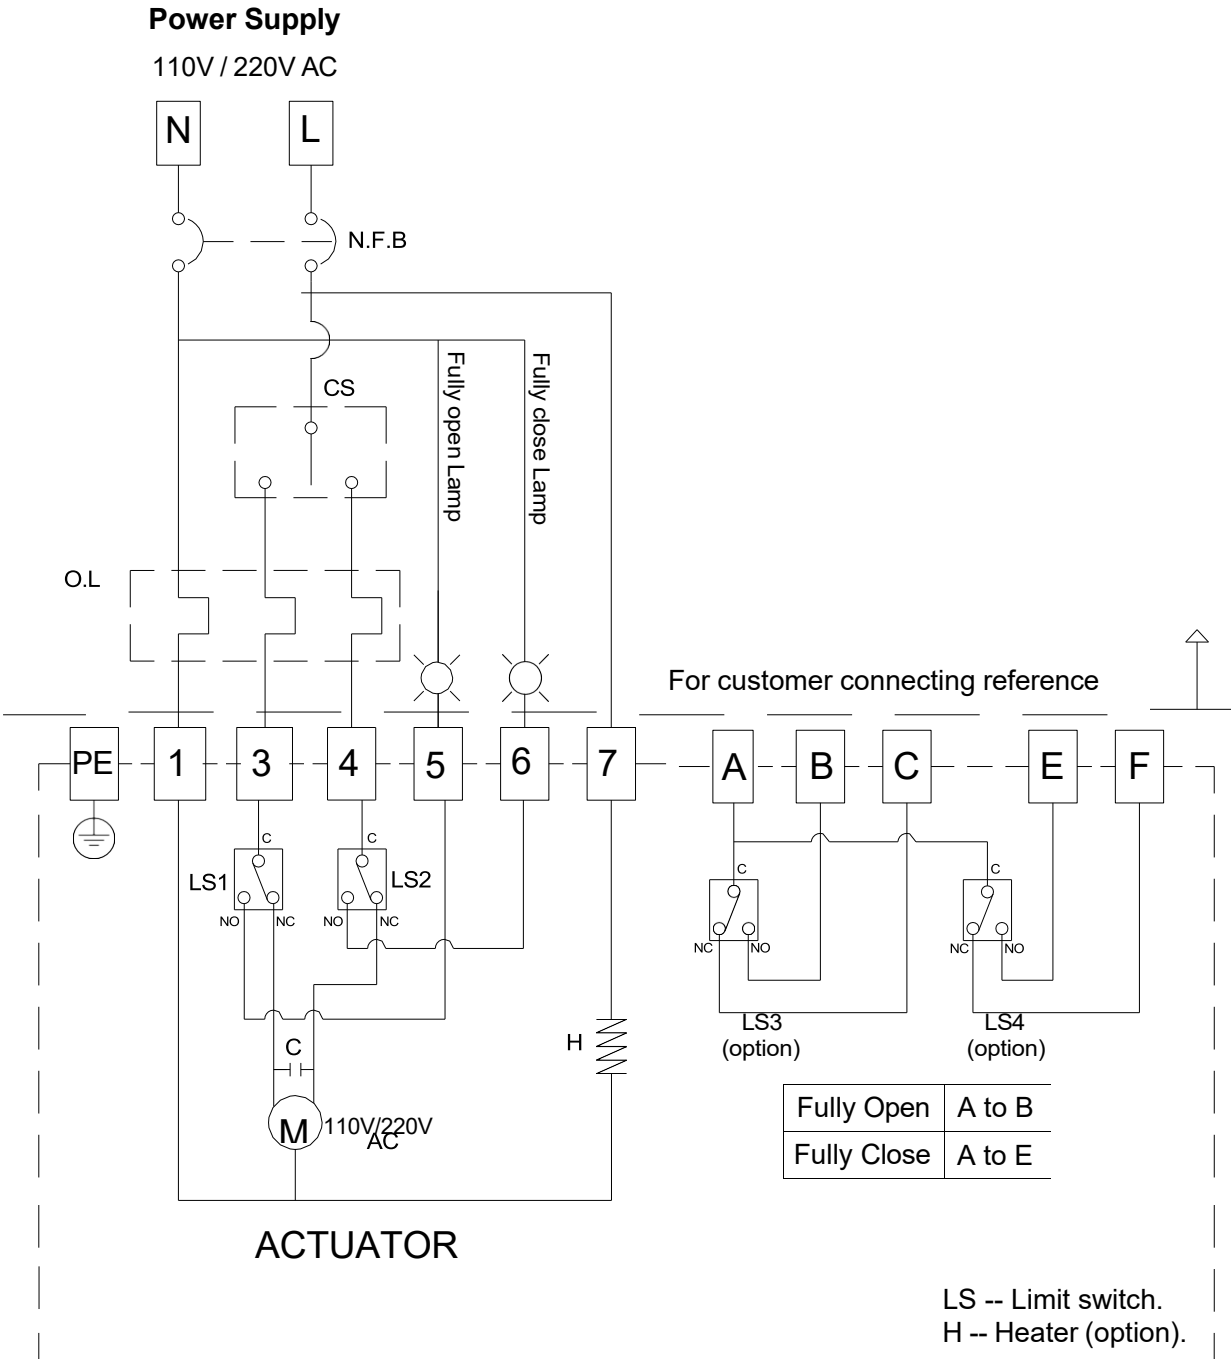 Power Supply
110V / 220V AC
N
L
N.F.B
CS
Fully open Lamp
Fully close Lamp
O.L
For customer connecting reference
PE
1
3
4
5
6
7
A
B
C
E
F
C
C
LS1
LS2
NO
NC
NO
NC
C
C
NC
NO
NC
NO
LS3
(option)
LS4
(option)
H
C
M
110V/220V
AC
Fully Open A to B
Fully Close A to E
ACTUATOR
LS -- Limit switch.
H -- Heater (option).